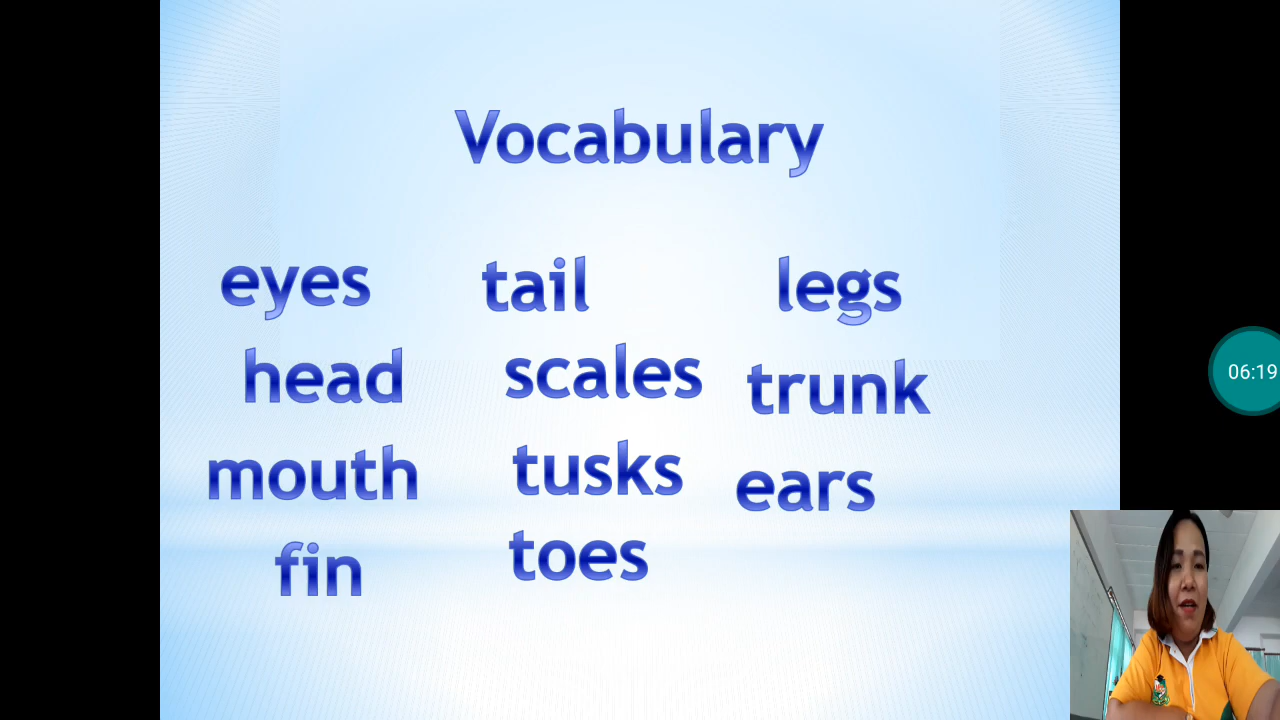 Vocabulary
eyes tail legs
head scales trunk
mouth tusks ears
fin toes
06:19